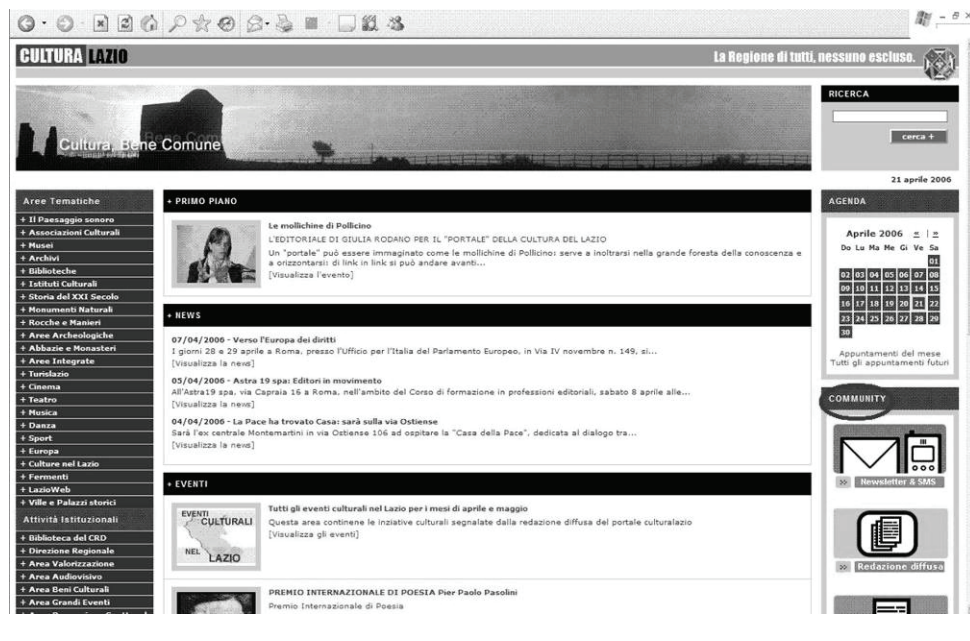 CULTURA LAZIO
La Regione di tutti, nessuno escluso.
Cultura, Bene Comune
RICERCA
cerca +
21 aprile 2006
Aree Tematiche
+ Il Paesaggio sonoro
+ Associazioni Culturali
+ Musei
+ Archivi
+ Biblioteche
+ Istituti Culturali
+ Storia del XXI Secolo
+ Monumenti Naturali
+ Rocche e Manieri
+ Aree Archeologiche
+ Abbazie e Monasteri
+ Aree Integrate
+ Turislazio
+ Cinema
+ Teatro
+ Musica
+ Danza
+ Sport
+ Europa
+ Culture nel Lazio
+ Fermenti
+ LazioWeb
+ Ville e Palazzi storici
Attività Istituzionali
+ Biblioteca del CRD
+ Direzione Regionale
+ Area Valorizzazione
+ Area Audiovisivo
+ Area Beni Culturali
+ Area Grandi Eventi
+ PRIMO PIANO
Le mollichine di Pollicino
L'EDITORIALE DI GIULIA RODANO PER IL "PORTALE" DELLA CULTURA DEL LAZIO
Un "portale" può essere immaginato come le mollichine di Pollicino: serve a inoltrarsi nella grande foresta della conoscenza e
a orizzontarsi: di link in link si può andare avanti...
[Visualizza l'evento]
+ NEWS
07/04/2006 - Verso l'Europa dei diritti
I giorni 28 e 29 aprile a Roma, presso l'Ufficio per l'Italia del Parlamento Europeo, in Via IV novembre n. 149, si...
[Visualizza la news]
05/04/2006 - Astra 19 spa: Editori in movimento
All'Astra19 spa, via Capraia 16 a Roma, nell'ambito del Corso di formazione in professioni editoriali, sabato 8 aprile alle...
[Visualizza la news]
04/04/2006 - La Pace ha trovato Casa: sarà sulla via Ostiense
Sarà l'ex centrale Montemartini in via Ostiense 106 ad ospitare la "Casa della Pace", dedicata al dialogo tra...
[Visualizza la news]
+ EVENTI
EVENTI
CULTURALI
NEL
LAZIO
Tutti gli eventi culturali nel Lazio per i mesi di aprile e maggio
Questa area continene le inziative culturali segnalate dalla redazione diffusa del portale culturalazio
[Visualizza gli eventi]
PREMIO INTERNAZIONALE DI POESIA Pier Paolo Pasolini
Premio Internazionale di Poesia
AGENDA
Aprile 2006 « | »
Do Lu Ma Me Gi Ve Sa
01
02 03 04 05 06 07 08
09 10 11 12 13 14 15
16 17 18 19 20 21 22
23 24 25 26 27 28 29
30
Appuntamenti del mese
Tutti gli appuntamenti futuri
COMMUNITY
>> Newsletter & SMS
>> Redazione diffusa